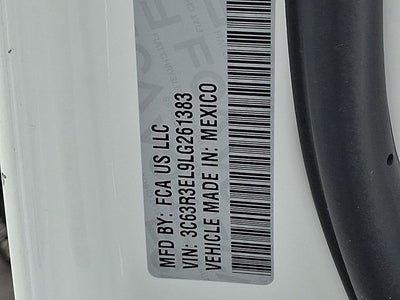 MFD BY: FCA US LLC
VIN: 3C63R3EL9LG261383
VEHICLE MADE IN: MEXICO